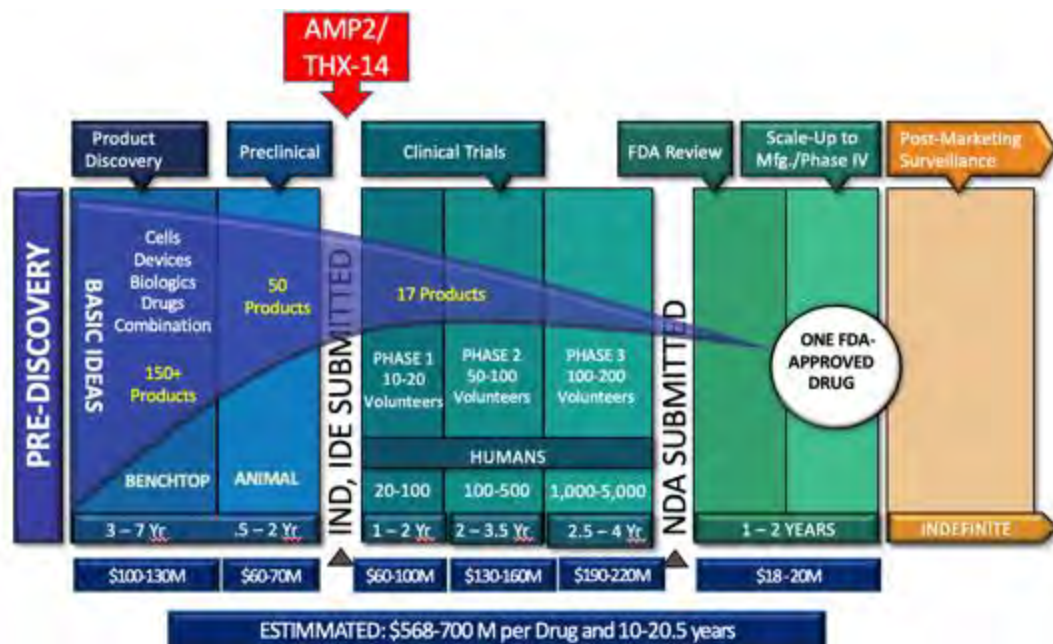 AMP2/
THX-14
Product
Discovery
Preclinical
Clinical Trials
FDA Review
Scale-Up to
Mfg./Phase IV
Post-Marketing
Surveillance
PRE-DISCOVERY
BASIC IDEAS
Cells
Devices
Biologics
Drugs
Combination
150+
Products
BENCHTOP
50
Products
ANIMAL
IND, IDE SUBMITTED
17 Products
PHASE 1
10-20
Volunteers
PHASE 2
50-100
Volunteers
PHASE 3
100-200
Volunteers
HUMANS
20-100
100-500
1,000-5,000
NDA SUBMITTED
ONE FDA-
APPROVED
DRUG
3 – 7 Yr.
.5 – 2 Yr.
1 – 2 Yr.
2 – 3.5 Yr.
2.5 – 4 Yr.
1 – 2 YEARS
INDEFINITE
$100-130M
$60-70M
$60-100M
$130-160M
$190-220M
$18 -20M
ESTIMMATED: $568-700 M per Drug and 10-20.5 years